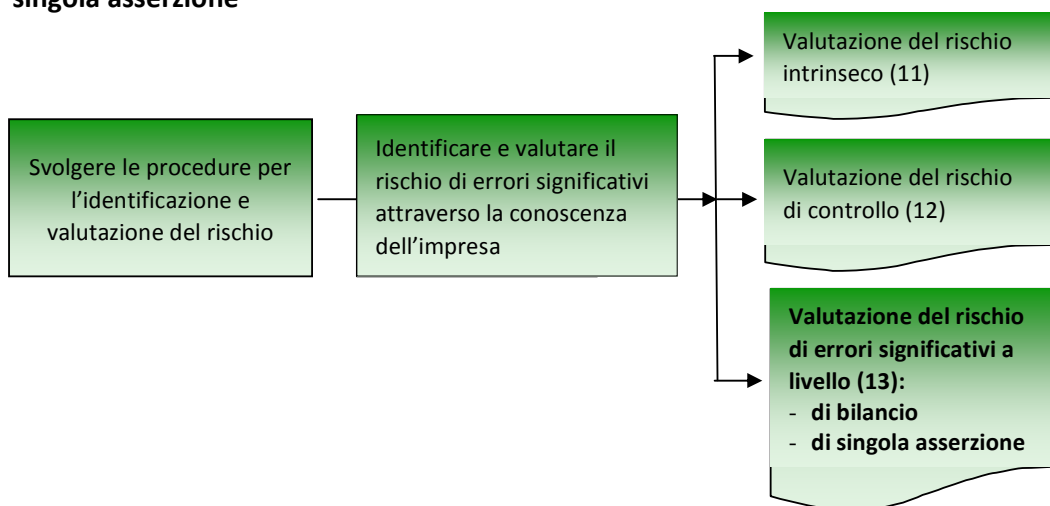 singola asserzione
Svolgere le procedure per
l'identificazione e
valutazione del rischio
Identificare e valutare il
rischio di errori significativi
attraverso la conoscenza
dell'impresa
Valutazione del rischio
intrinseco (11)
Valutazione del rischio
di controllo (12)
Valutazione del rischio
di errori significativi a
livello (13):
- di bilancio
- di singola asserzione